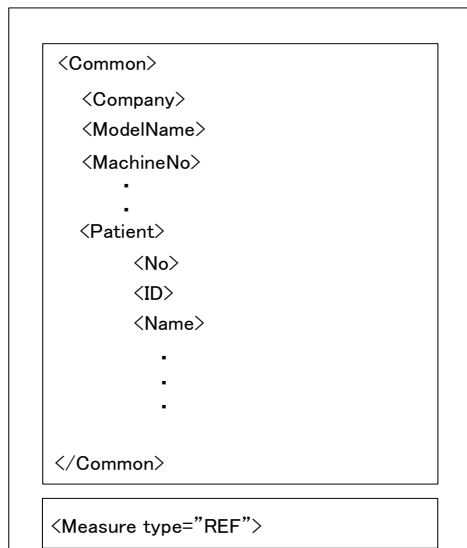 <Common>
<Company>
<ModelName>
<MachineNo>
・
・
<Patient>
<No>
<ID>
<Name>
・
・
・
</Common>
<Measure type=”REF”>